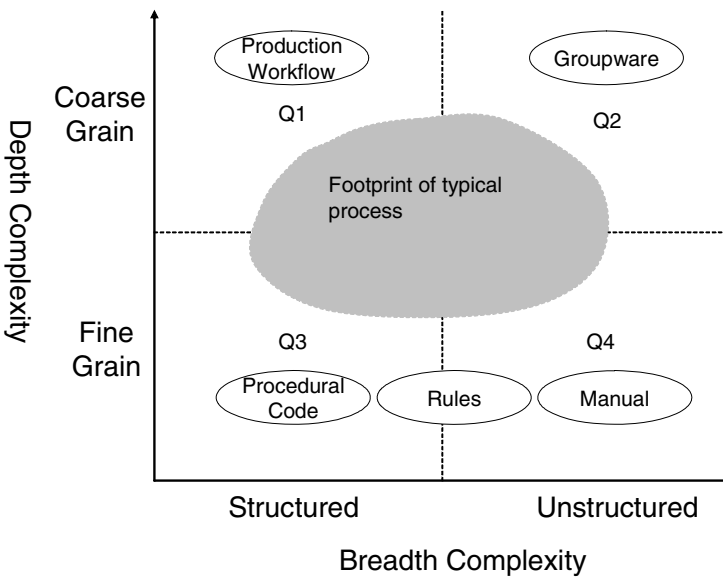 Production
Workflow
Groupware
Coarse
Grain
Q1
Q2
Depth Complexity
Footprint of typical
process
Fine
Grain
Q3
Q4
Procedural
Code
Rules
Manual
Structured
Unstructured
Breadth Complexity